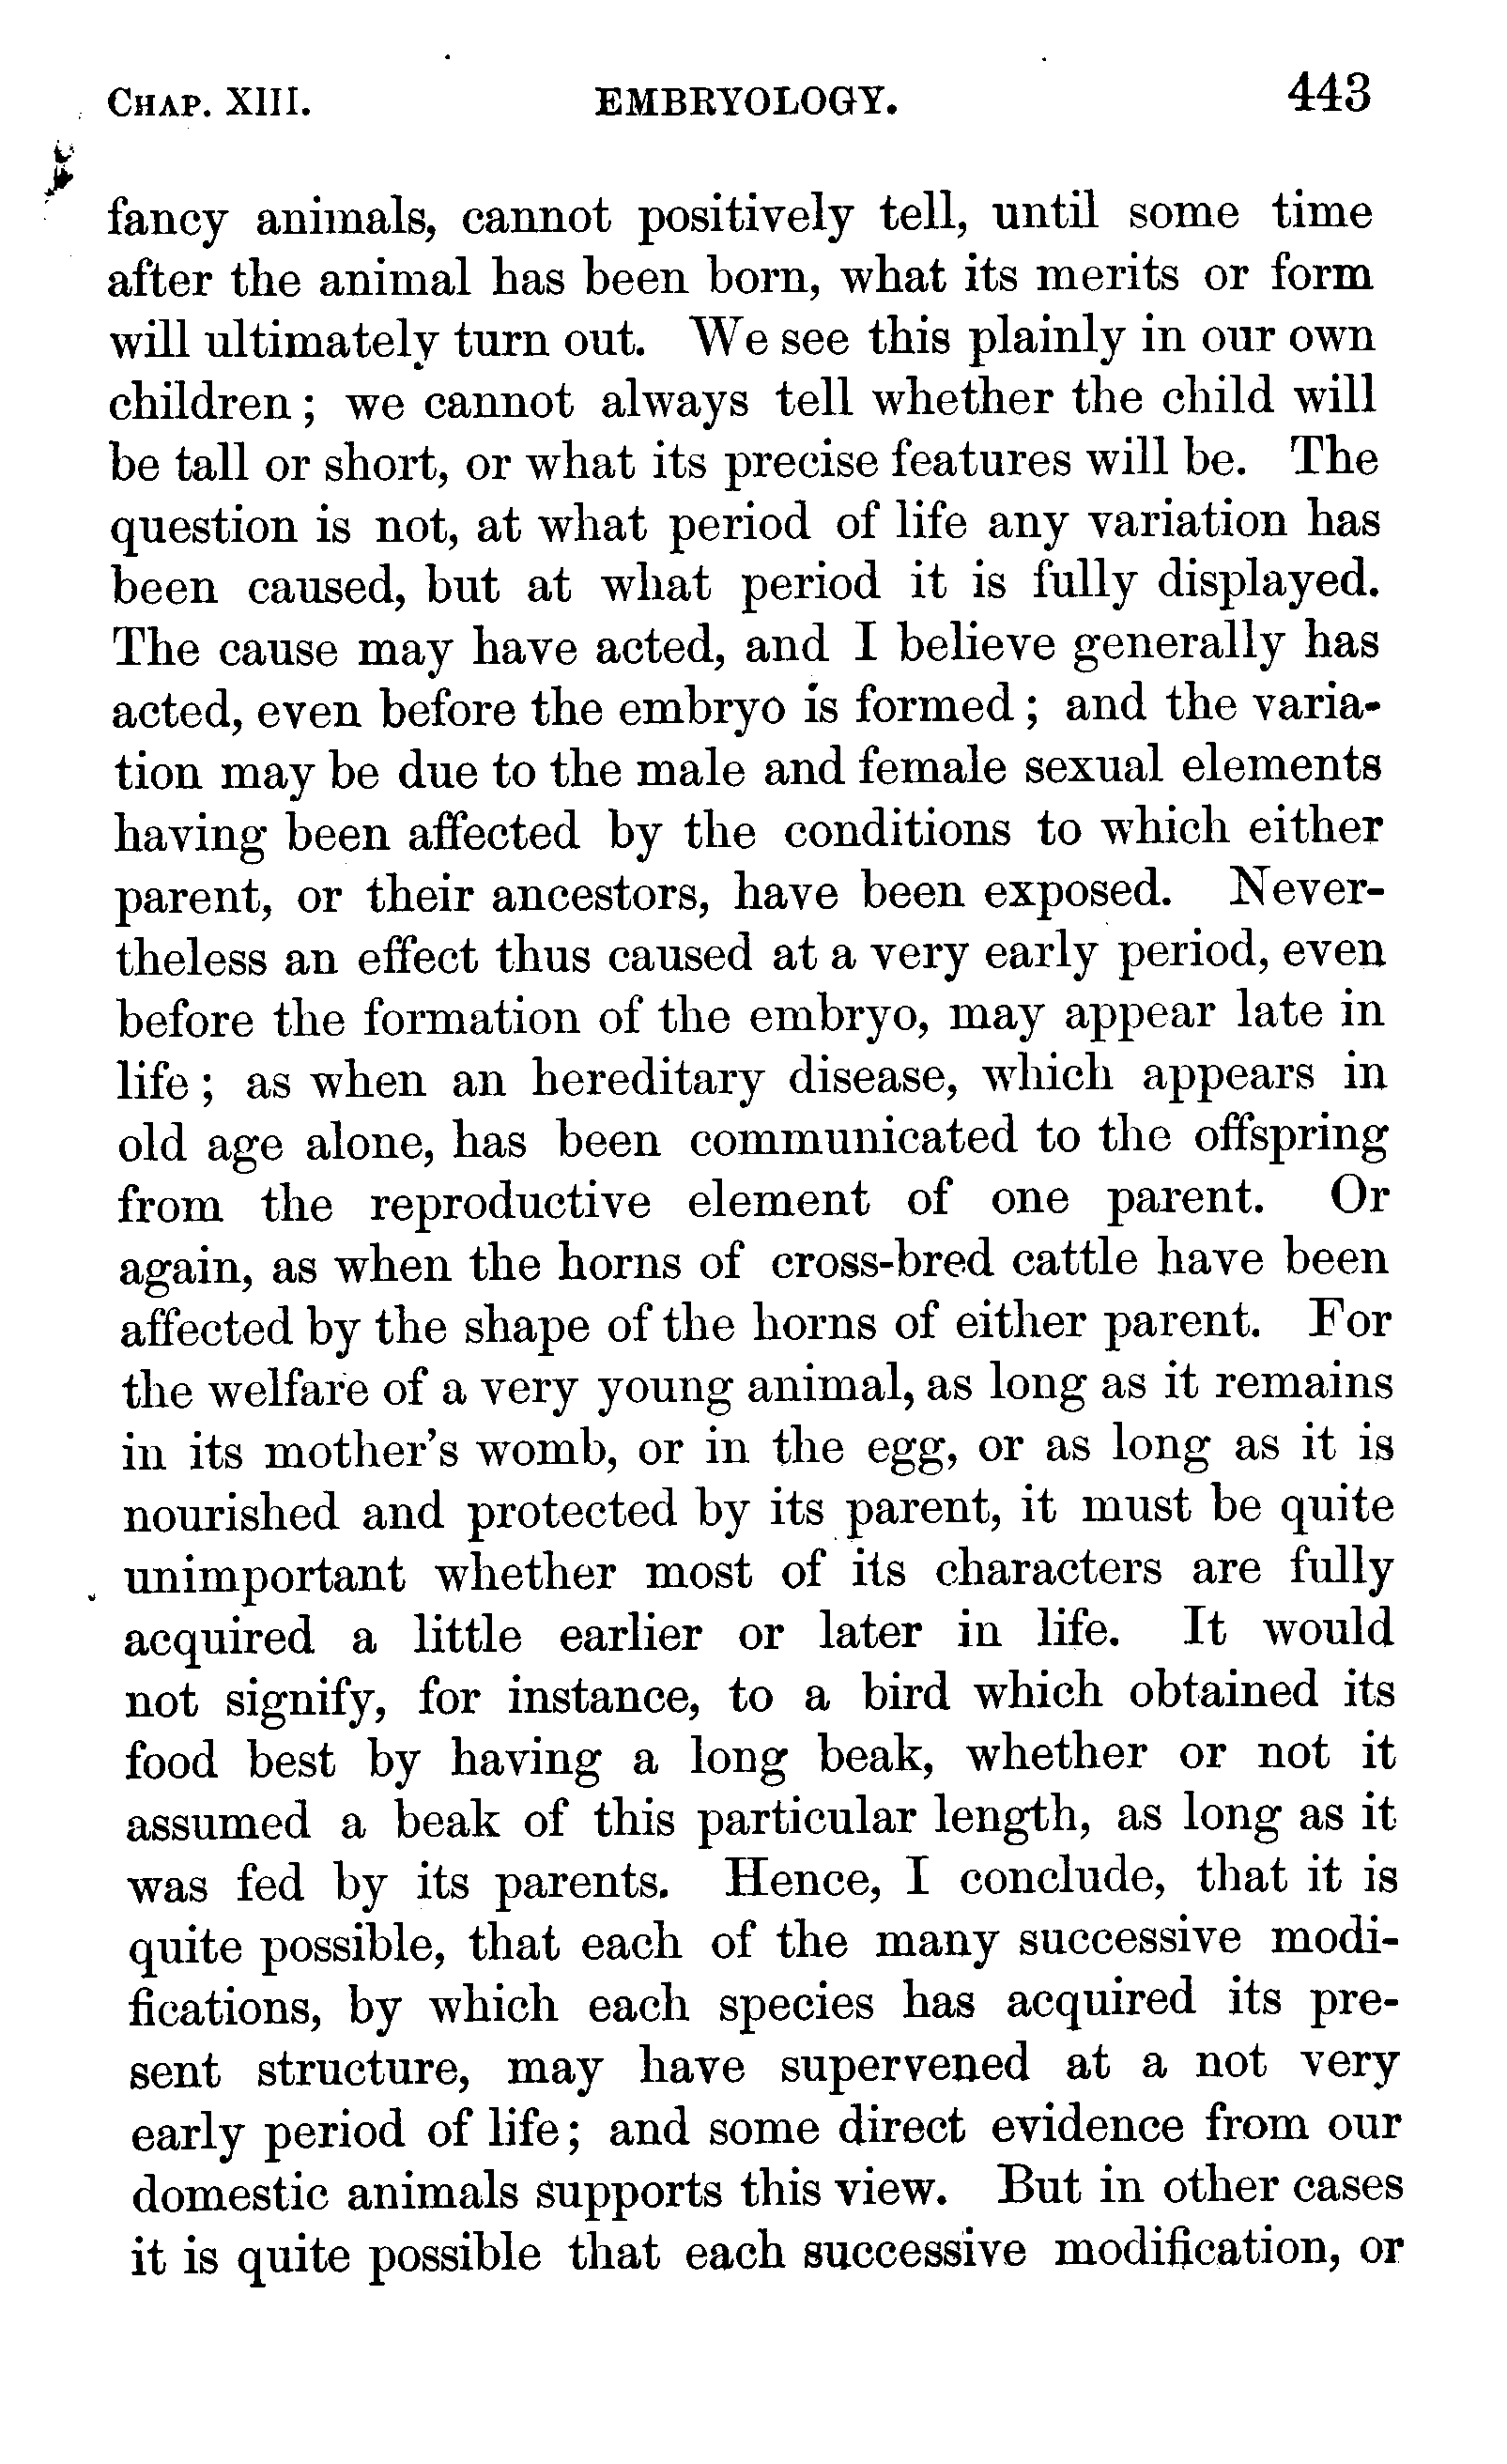 CHAP. XIII. EMBRYOLOGY. 443
fancy animals, cannot positively tell, until some time
after the animal has been born, what its merits or form
will ultimately turn out. We see this plainly in our own
children; we cannot always tell whether the child will
be tall or short, or what its precise features will be. The
question is not, at what period of life any variation has
been caused, but at what period it is fully displayed.
The cause may have acted, and I believe generally has
acted, even before the embryo is formed; and the varia-
tion may be due to the male and female sexual elements
having been affected by the conditions to which either
parent, or their ancestors, have been exposed. Never-
theless an effect thus caused at a very early period, even
before the formation of the embryo, may appear late in
life; as when an hereditary disease, which appears in
old age alone, has been communicated to the offspring
from the reproductive element of one parent. Or
again, as when the horns of cross-bred cattle have been
affected by the shape of the horns of either parent. For
the welfare of a very young animal, as long as it remains
in its mother's womb, or in the egg, or as long as it is
nourished and protected by its parent, it must be quite
unimportant whether most of its characters are fully
acquired a little earlier or later in life. It would
not signify, for instance, to a bird which obtained its
food best by having a long beak, whether or not it
assumed a beak of this particular length, as long as it
was fed by its parents. Hence, I conclude, that it is
quite possible, that each of the many successive modi-
fications, by which each species has acquired its pre-
sent structure, may have supervened at a not very
early period of life; and some direct evidence from our
domestic animals supports this view. But in other cases
it is quite possible that each successive modification, or